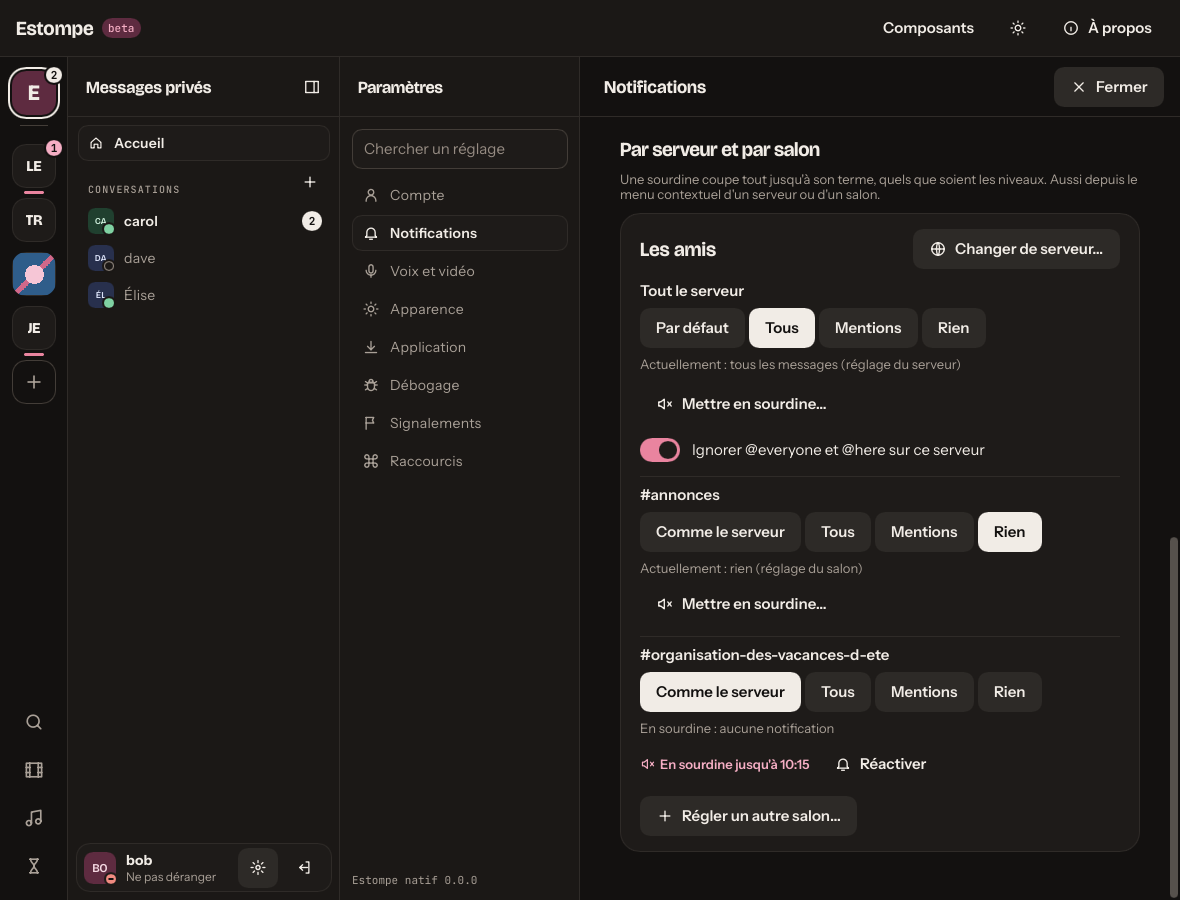 Estompe beta
Composants
À propos
E
2
LE
1
TR
JE
Messages privés
Accueil
CONVERSATIONS
CA
carol
2
DA
dave
ÉL
Élise
BO
bob
Ne pas déranger
Paramètres
Chercher un réglage
Compte
Notifications
Voix et vidéo
Apparence
Application
Débogage
Signalements
Raccourcis
Estompe natif 0.0.0
Notifications
Fermer
Par serveur et par salon
Une sourdine coupe tout jusqu'à son terme, quels que soient les niveaux. Aussi depuis le
menu contextuel d'un serveur ou d'un salon.
Les amis
Changer de serveur...
Tout le serveur
Par défaut Tous Mentions Rien
Actuellement : tous les messages (réglage du serveur)
Mettre en sourdine...
Ignorer @everyone et @here sur ce serveur
#annonces
Comme le serveur Tous Mentions Rien
Actuellement : rien (réglage du salon)
Mettre en sourdine...
#organisation-des-vacances-d-ete
Comme le serveur Tous Mentions Rien
En sourdine : aucune notification
En sourdine jusqu'à 10:15 Réactiver
Régler un autre salon...